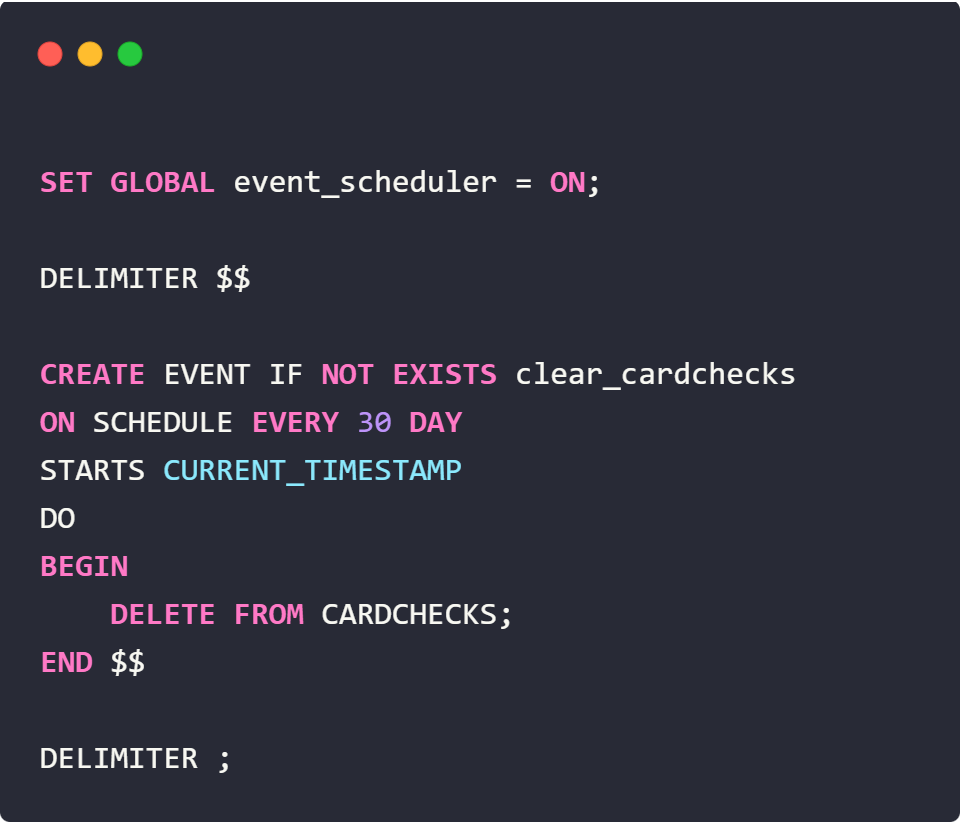 SET GLOBAL event_scheduler = ON;
DELIMITER $$
CREATE EVENT IF NOT EXISTS clear_cardchecks
ON SCHEDULE EVERY 30 DAY
STARTS CURRENT_TIMESTAMP
DO
BEGIN
    DELETE FROM CARDCHECKS;
END $$
DELIMITER ;